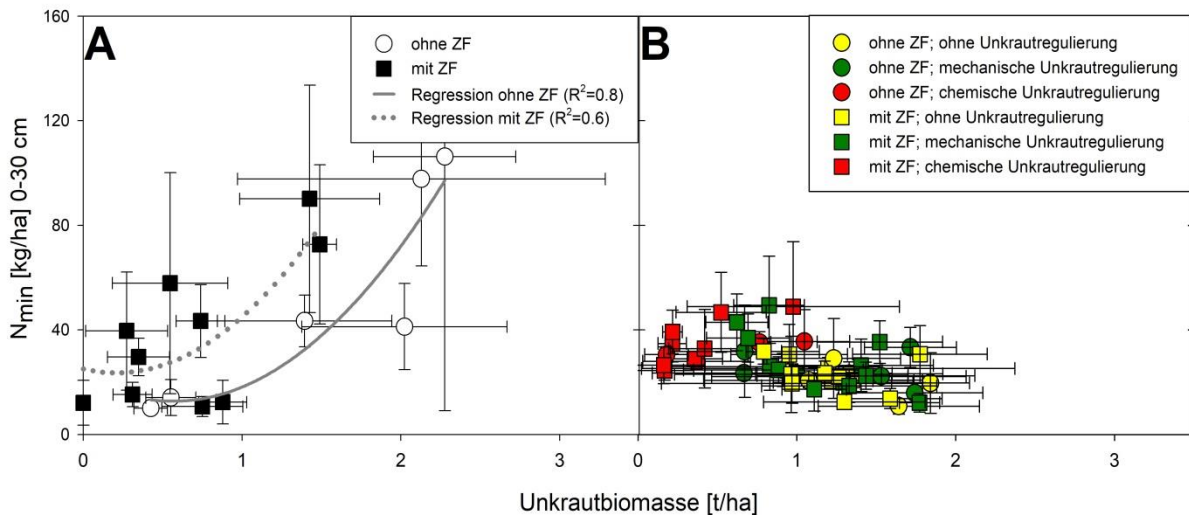 A
B
160
120
80
40
0
Nmin [kg/ha] 0-30 cm
ohne ZF
mit ZF
Regression ohne ZF (R²=0.8)
Regression mit ZF (R²=0.6)
ohne ZF; ohne Unkrautregulierung
ohne ZF; mechanische Unkrautregulierung
ohne ZF; chemische Unkrautregulierung
mit ZF; ohne Unkrautregulierung
mit ZF; mechanische Unkrautregulierung
mit ZF; chemische Unkrautregulierung
0 1 2 3 0 1 2 3
Unkrautbiomasse [t/ha]